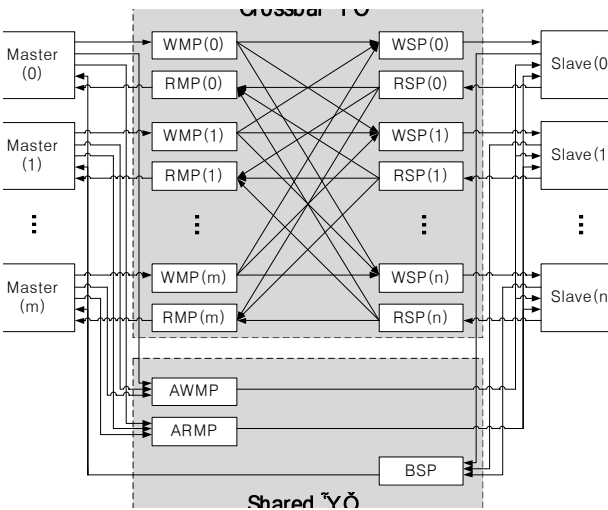 Crossbar
WMP(0)
WSP(0)
Master
(0)
Slave(0
RMP(0)
RSP(0)
WMP(1)
WSP(1)
Master
(1)
Slave(1
RMP(1)
RSP(1)
...
...
...
...
WMP(m)
WSP(n)
Master
(m)
Slave(n
RMP(m)
RSP(n)
AWMP
ARMP
BSP
Shared